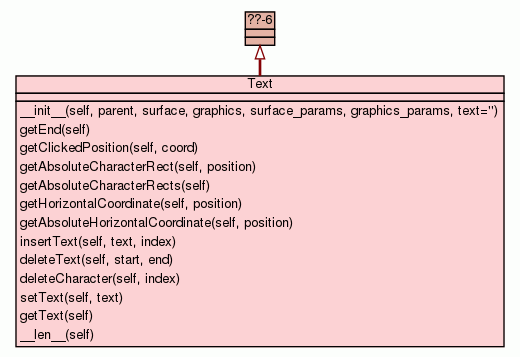 ??-6
Text
__init__(self, parent, surface, graphics, surface_params, graphics_params, text='')
getEnd(self)
getClickedPosition(self, coord)
getAbsoluteCharacterRect(self, position)
getAbsoluteCharacterRects(self)
getHorizontalCoordinate(self, position)
getAbsoluteHorizontalCoordinate(self, position)
insertText(self, text, index)
deleteText(self, start, end)
deleteCharacter(self, index)
setText(self, text)
getText(self)
__len__(self)